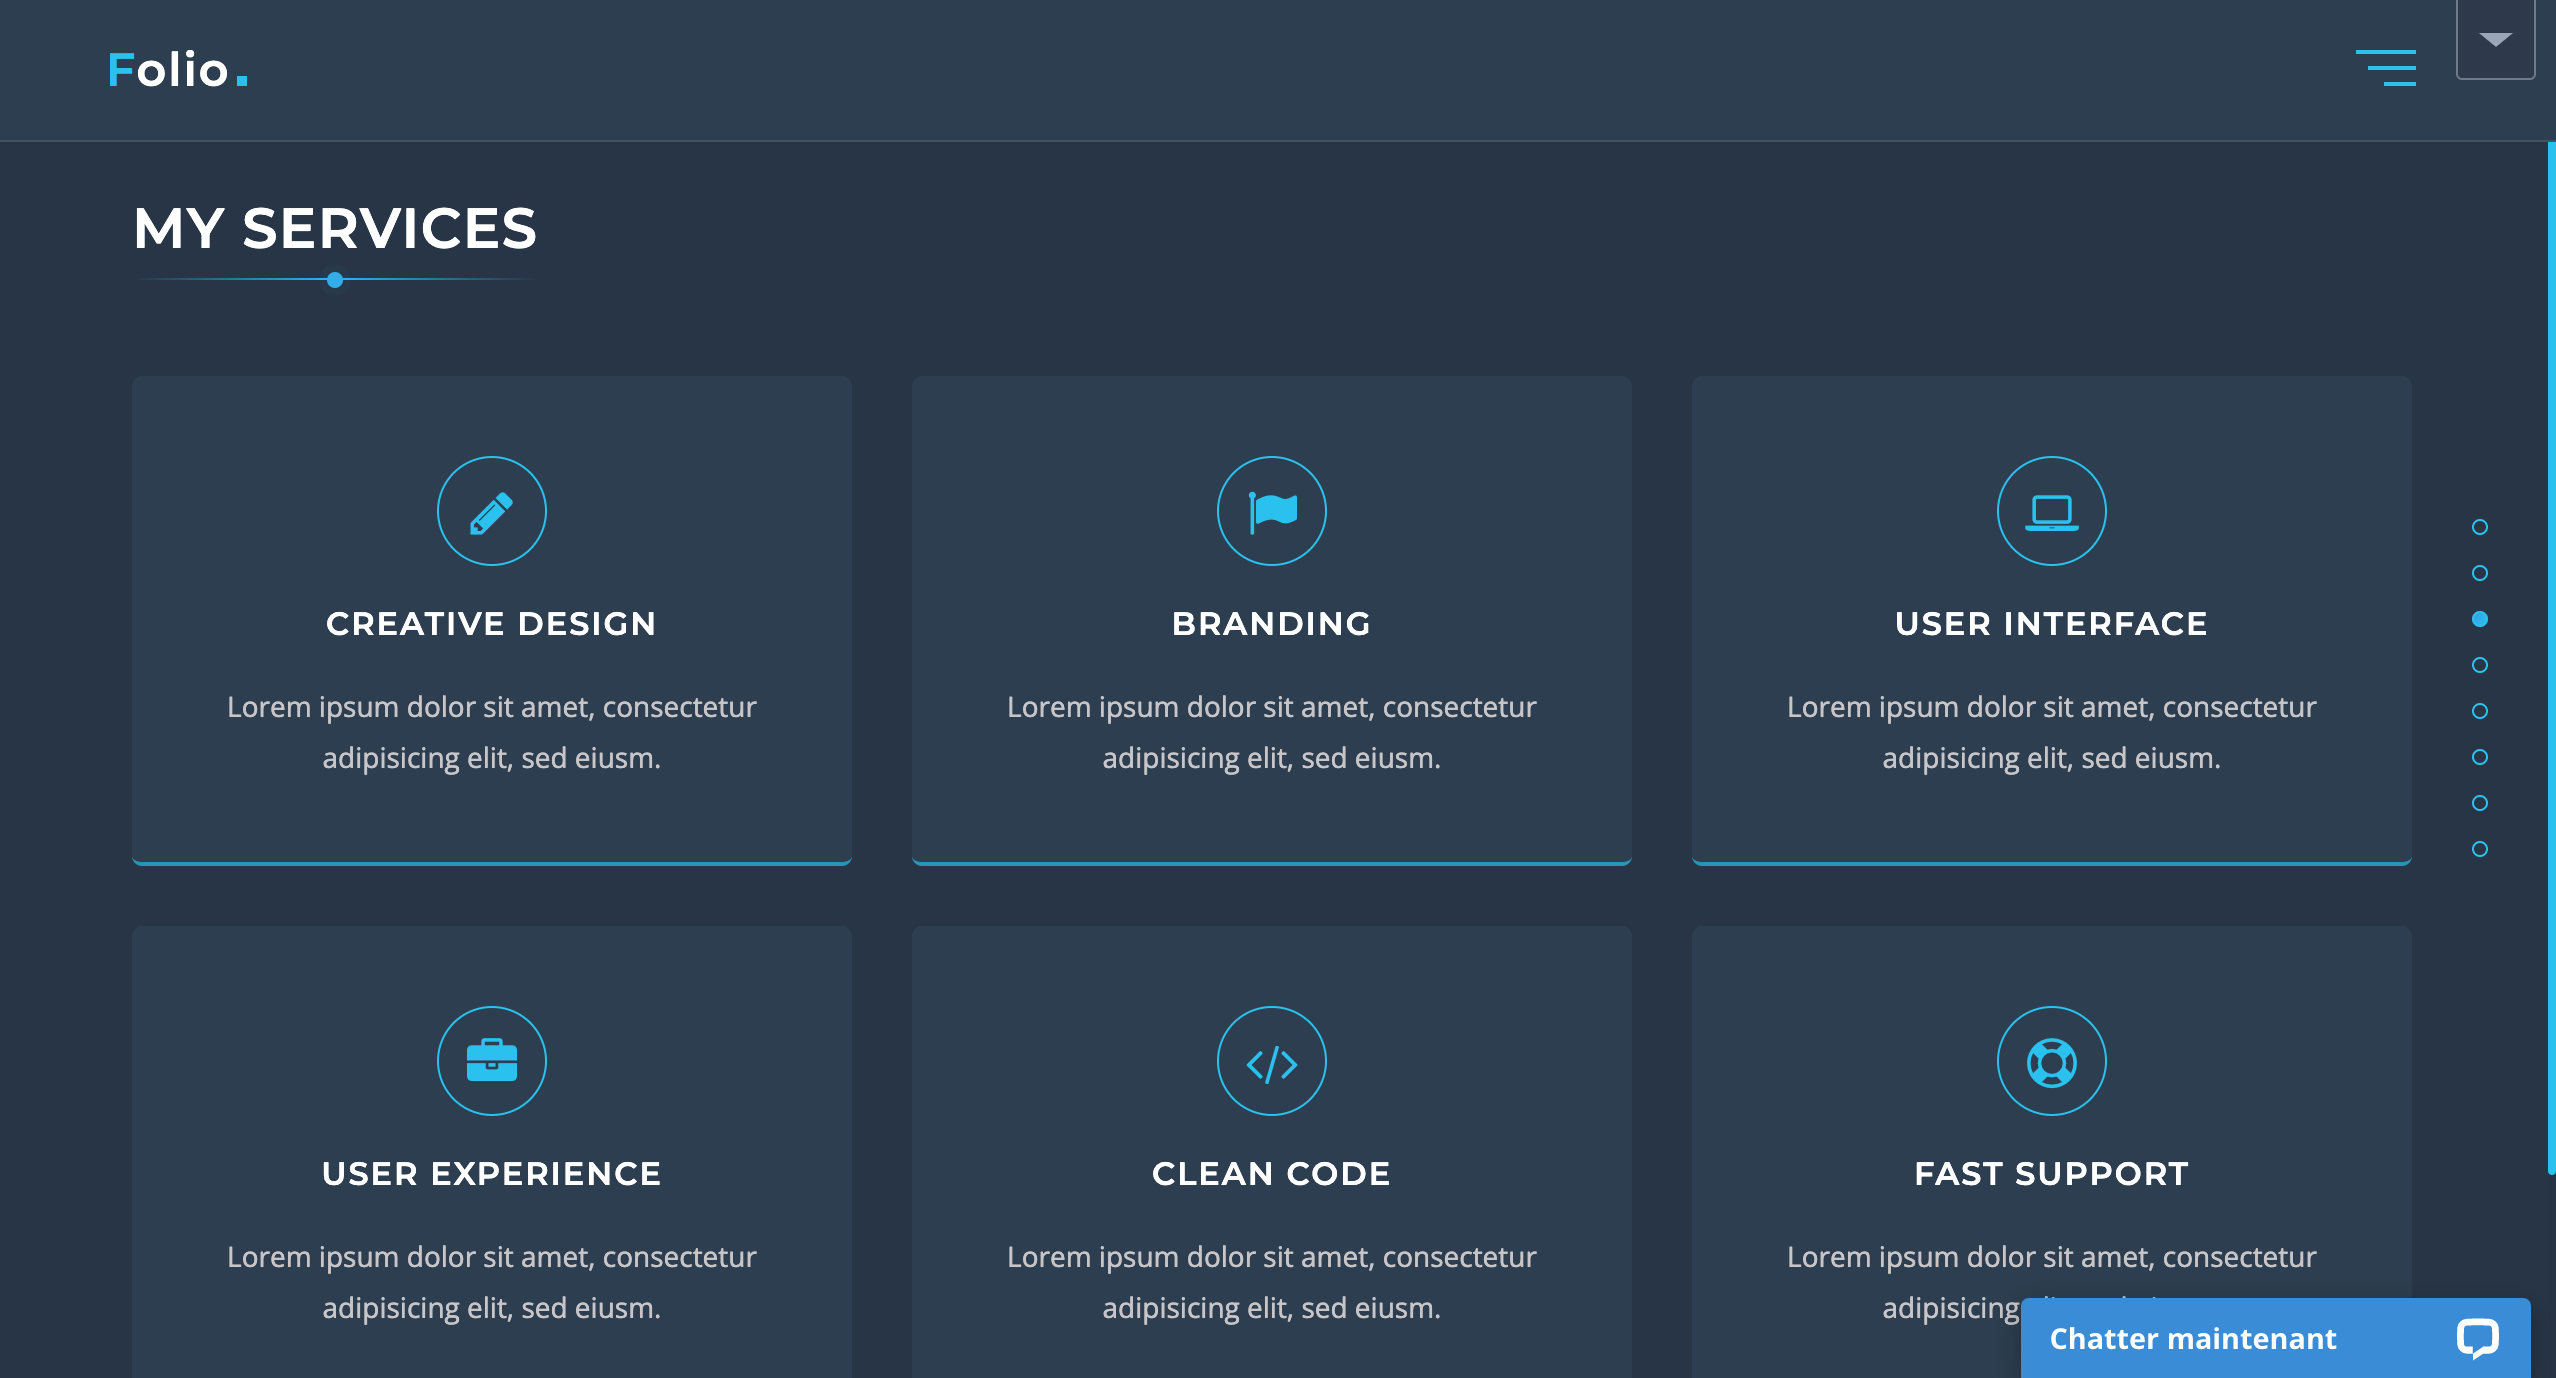 Folio.
MY SERVICES
CREATIVE DESIGN
Lorem ipsum dolor sit amet, consectetur
adipisicing elit, sed eiusm.
BRANDING
Lorem ipsum dolor sit amet, consectetur
adipisicing elit, sed eiusm.
USER INTERFACE
Lorem ipsum dolor sit amet, consectetur
adipisicing elit, sed eiusm.
USER EXPERIENCE
Lorem ipsum dolor sit amet, consectetur
adipisicing elit, sed eiusm.
CLEAN CODE
Lorem ipsum dolor sit amet, consectetur
adipisicing elit, sed eiusm.
FAST SUPPORT
Lorem ipsum dolor sit amet, consectetur
adipisicing
Chatter maintenant